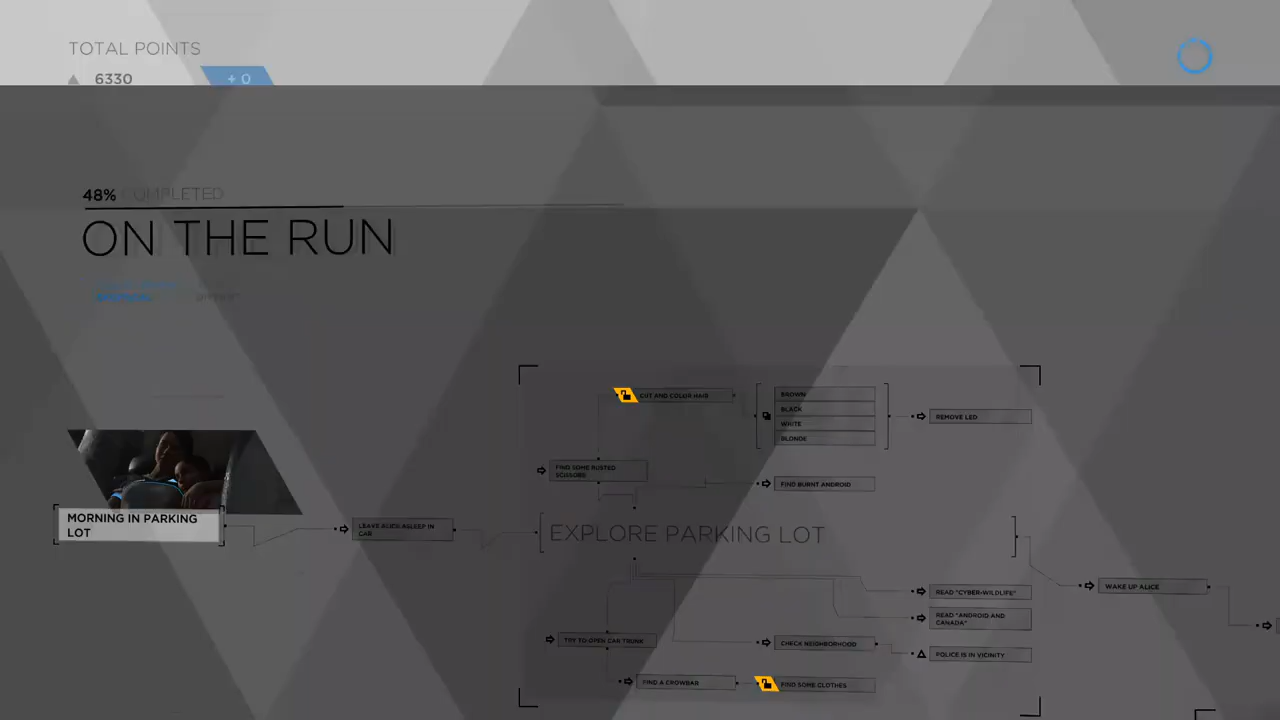 TOTAL POINTS
6330
+ 0
48% COMPLETED
ON THE RUN
CUT AND COLOR HAIR
BROWN
BLACK
WHITE
BLONDE
REMOVE LED
FIND SOME RUSTED
SCISSORS
FIND BURNT ANDROID
MORNING IN PARKING
LOT
LEAVE ALICE ASLEEP IN
CAR
EXPLORE PARKING LOT
READ "CYBER-WILDLIFE"
WAKE UP ALICE
READ "ANDROID AND
CANADA"
TRY TO OPEN CAR TRUNK
CHECK NEIGHBORHOOD
POLICE IS IN VICINITY
FIND A CROWBAR
FIND SOME CLOTHES